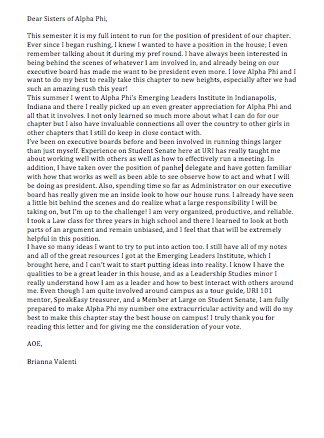 Dear Sisters of Alpha Phi,
This semester it is my full intent to run for the position of president of our chapter.
Ever since I began rushing, I knew I wanted to have a position in the house; I even
remember talking about it during my pref round. I have always been interested in
being behind the scenes of whatever I am involved in, and already being on our
executive board has made me want to be president even more. I love Alpha Phi and I
want to do my best to really take this chapter to new heights, especially after we had
such an amazing rush this year!
This summer I went to Alpha Phi's Emerging Leaders Institute in Indianapolis,
Indiana and there I really picked up an even greater appreciation for Alpha Phi and
all that it involves. I not only learned so much more about what I can do for our
chapter but I also have invaluable connections all over the country to other girls in
other chapters that I still do keep in close contact with.
I've been on executive boards before and been involved in running things larger
than just myself. Experience on Student Senate here at URI has really taught me
about working well with others as well as how to effectively run a meeting. In
addition, I have taken over the position of panhel delegate and have gotten familiar
with how that works as well as been able to see observe how to act and what I will
be doing as president. Also, spending time so far as Administrator on our executive
board has really given me an inside look to how our house runs. I already have seen
a little bit behind the scenes and do realize what a large responsibility I will be
taking on, but I'm up to the challenge! I am very organized, productive, and reliable.
I took a Law class for three years in high school and there I learned to look at both
parts of an argument and remain unbiased, and I feel that that will be extremely
helpful in this position.
I have so many ideas I want to try to put into action too. I still have all of my notes
and all of the great resources I got at the Emerging Leaders Institute, which I
brought here, and I can't wait to start putting ideas into reality. I know I have the
qualities to be a great leader in this house, and as a Leadership Studies minor I
really understand how I am as a leader and how to best interact with others around
me. Even though I am quite involved around campus as a tour guide, URI 101
mentor, SpeakEasy treasurer, and a Member at Large on Student Senate, I am fully
prepared to make Alpha Phi my number one extracurricular activity and will do my
best to make this chapter stay the best house on campus! I truly thank you for
reading this letter and for giving me the consideration of your vote.
AOE,
Brianna Valenti